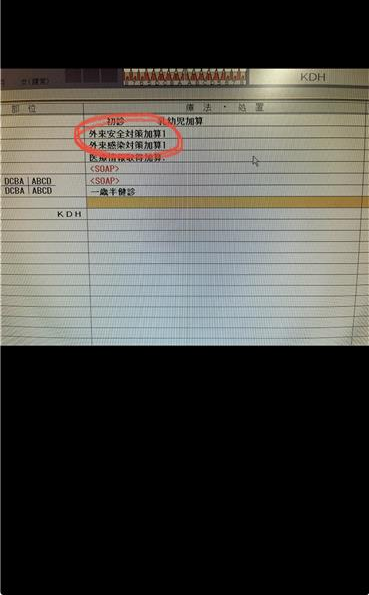 KDH
部位 療法・処置
初診 乳幼児加算
外来安全対策加算1
外来感染対策加算1
医療情報取得加算
<SOAP>
DCBA|ABCD <SOAP>
DCBA|ABCD 一歳半健診
KDH